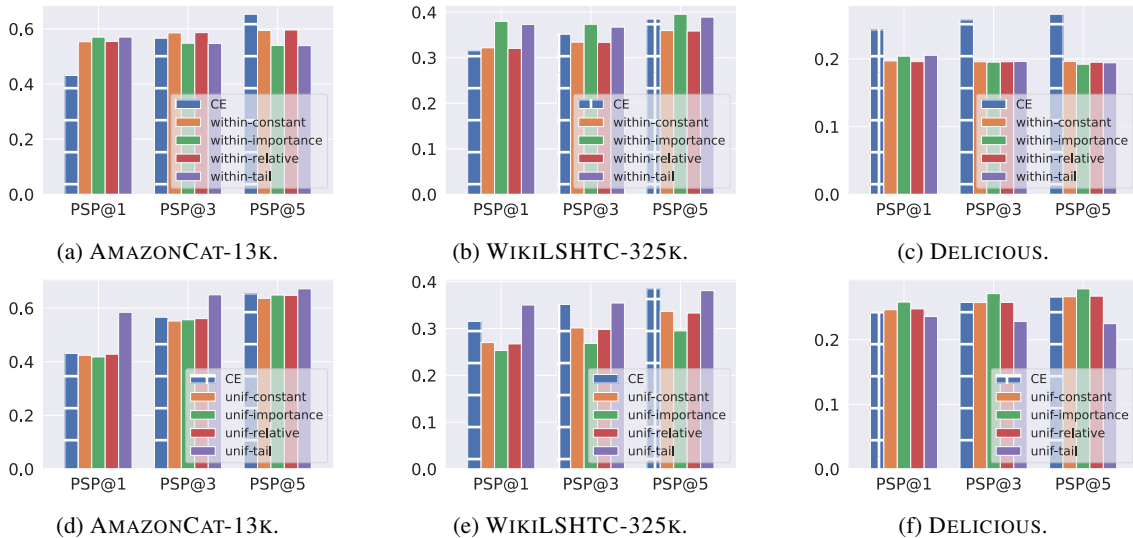 0.6
0.4
0.2
0.0
CE
within-constant
within-importance
within-relative
within-tail
PSP@1 PSP@3 PSP@5
(a) AMAZONCAT-13K.
0.4
0.3
0.2
0.1
0.0
CE
within-constant
within-importance
within-relative
within-tail
PSP@1 PSP@3 PSP@5
(b) WIKILSHTC-325K.
0.2
0.1
0.0
CE
within-constant
within-importance
within-relative
within-tail
PSP@1 PSP@3 PSP@5
(c) DELICIOUS.
0.6
0.4
0.2
0.0
CE
unif-constant
unif-importance
unif-relative
unif-tail
PSP@1 PSP@3 PSP@5
(d) AMAZONCAT-13K.
0.4
0.3
0.2
0.1
0.0
CE
unif-constant
unif-importance
unif-relative
unif-tail
PSP@1 PSP@3 PSP@5
(e) WIKILSHTC-325K.
0.2
0.1
0.0
CE
unif-constant
unif-importance
unif-relative
unif-tail
PSP@1 PSP@3 PSP@5
(f) DELICIOUS.